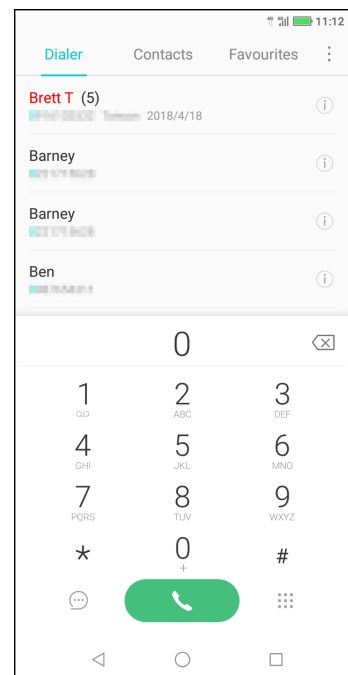 11:12
Dialer Contacts Favourites
Brett T (5)
2018/4/18
Barney
Barney
Ben
0
1 2 3
ABC DEF
4 5 6
GHI JKL MNO
7 8 9
PQRS TUV WXYZ
* 0 #
+